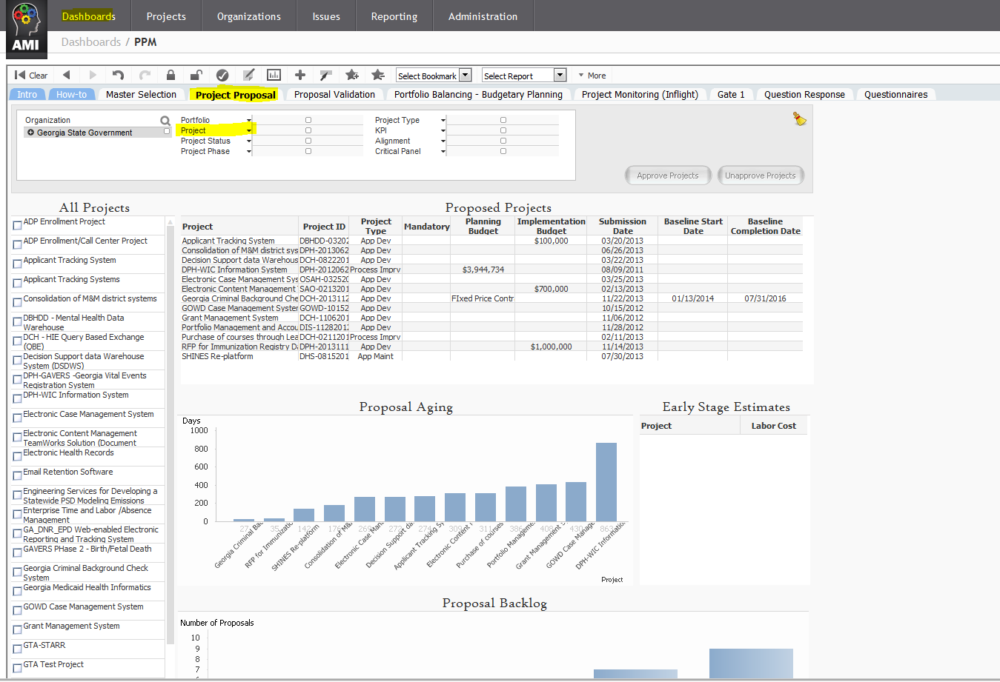 Dashboards Projects Organizations Issues Reporting Administration
AMI
Dashboards / PPM
Clear Select Bookmark Select Report More
Intro How-to Master Selection Project Proposal Proposal Validation Portfolio Balancing - Budgetary Planning Project Monitoring (Inflight) Gate 1 Question Response Questionnaires
Organization
Georgia State Government
Portfolio
Project
Project Status
Project Phase
Project Type
KPI
Alignment
Critical Panel
Approve Projects Unapprove Projects
All Projects
ADP Enrollment Project
ADP Enrollment/Call Center Project
Applicant Tracking System
Applicant Tracking Systems
Consolidation of M&M district systems
DBHDD - Mental Health Data
Warehouse
DCH - HIE Query Based Exchange
(QBE)
Decision Support data Warehouse
System (DSDWS)
DPH-GAVERS -Georgia Vital Events
Registration System
DPH-WIC Information System
Electronic Case Management System
Electronic Content Management
TeamWorks Solution (Document
Electronic Health Records
Email Retention Software
Engineering Services for Developing a
Statewide PSD Modeling Emissions
Enterprise Time and Labor /Absence
Management
GA_DNR_EPD Web-enabled Electronic
Reporting and Tracking System
GAVERS PHase 2 - Birth/Fetal Death
Georgia Criminal Background Check
System
Georgia Medicaid Health Informatics
GOWD Case Management System
Grant Management System
GTA-STARR
GTA Test Project
Proposed Projects
Project Project ID Project Type Mandatory Planning Budget Implementation Budget Submission Date Baseline Start Date Baseline Completion Date
Applicant Tracking System DBHDD-03202 App Dev $100,000 03/20/2013
Consolidation of M&M district sys DPH-2013062 App Dev 06/26/2013
Decision Support data Warehous DCH-0822201 App Dev 03/22/2013
DPH-WIC Information System DPH-2012062 Process Imprv $3,944,734 08/09/2011
Electronic Case Management Sys OSAH-032520 App Dev 03/25/2013
Electronic Content Management SAO-0213201 App Dev $700,000 02/13/2013
Georgia Criminal Background Che DCH-2013112 App Dev FIxed Price Contr 11/22/2013 01/13/2014 07/31/2016
GOWD Case Management System GOWD-10152 App Dev 10/15/2012
Grant Management System DCH-1106201 App Dev 11/06/2012
Portfolio Management and Accou DIS-1128201 App Dev 11/28/2012
Purchase of courses through Lea DCH-0211201 Process Imprv 02/11/2013
RFP for Immunization Registry Da DPH-2013111 App Dev $1,000,000 11/14/2013
SHINES Re-platform DHS-0815201 App Maint 07/30/2013
Proposal Aging
Days
1000
800
600
400
200
0
27 35 142 176 269 272 274 309 311 386 408 430 863
Georgia Criminal Bac
RFP for Immunization
SHINES Re-platform
Consolidation of M&M
Electronic Case Mana
Decision Support da
Applicant Tracking Sy
Electronic Content M
Purchase of courses
Portfolio Manageme
Grant Management S
GOWD Case Manage
DPH-WIC Informatio
Project
Early Stage Estimates
Project Labor Cost
Proposal Backlog
Number of Proposals
10
9
8
7